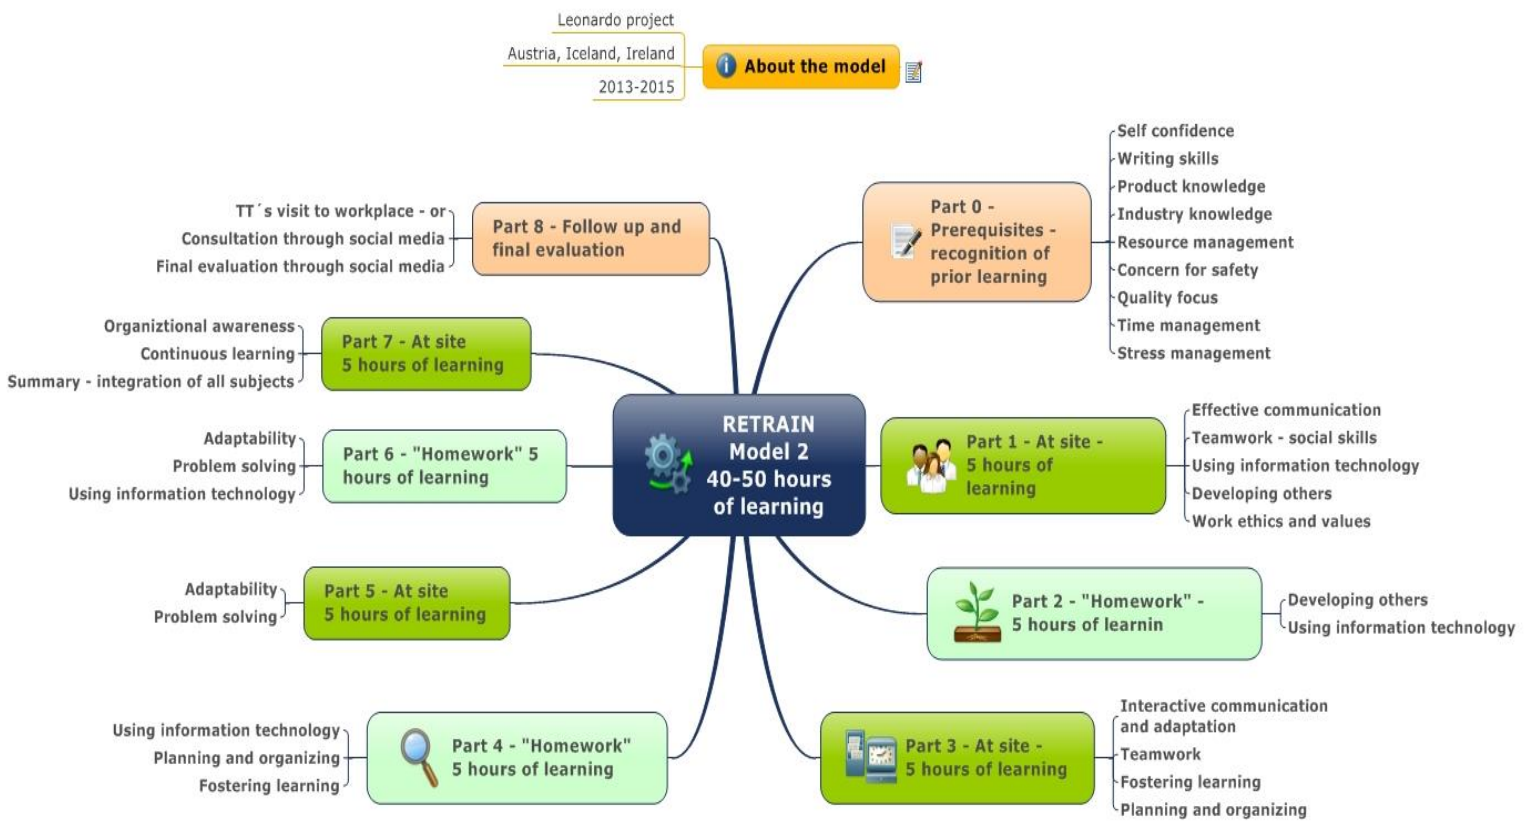 Leonardo project
Austria, Iceland, Ireland
2013-2015
About the model
RETRAIN
Model 2
40-50 hours
of learning
Part 0 -
Prerequisites -
recognition of
prior learning
Self confidence
Writing skills
Product knowledge
Industry knowledge
Resource management
Concern for safety
Quality focus
Time management
Stress management
Part 1 - At site -
5 hours of
learning
Effective communication
Teamwork - social skills
Using information technology
Developing others
Work ethics and values
Part 2 - "Homework" -
5 hours of learnin
Developing others
Using information technology
Part 3 - At site -
5 hours of learning
Interactive communication
and adaptation
Teamwork
Fostering learning
Planning and organizing
Part 4 - "Homework"
5 hours of learning
Using information technology
Planning and organizing
Fostering learning
Part 5 - At site
5 hours of learning
Adaptability
Problem solving
Part 6 - "Homework" 5
hours of learning
Adaptability
Problem solving
Using information technology
Part 7 - At site
5 hours of learning
Organiztional awareness
Continuous learning
Summary - integration of all subjects
Part 8 - Follow up and
final evaluation
TT´s visit to workplace - or
Consultation through social media
Final evaluation through social media